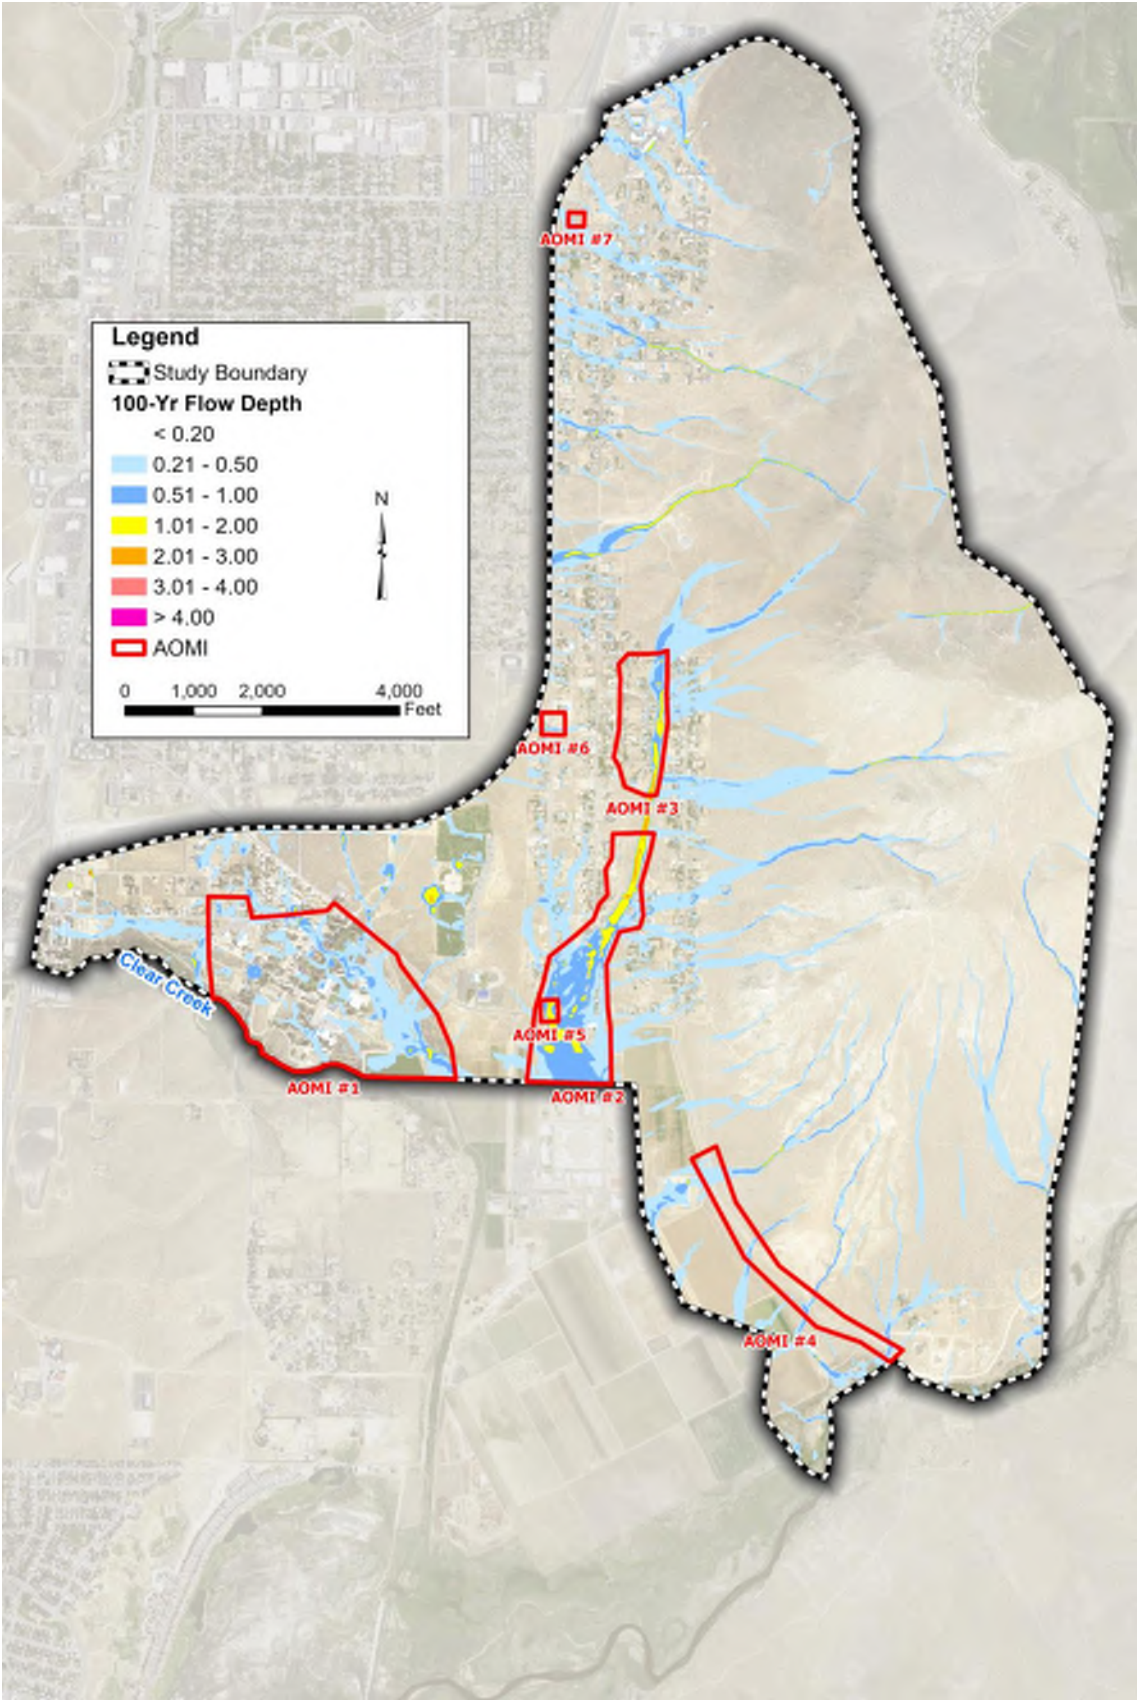 AOMI #7
Legend
Study Boundary
100-Yr Flow Depth
< 0.20
0.21 - 0.50
0.51 - 1.00
1.01 - 2.00
2.01 - 3.00
3.01 - 4.00
> 4.00
AOMI
N
0 1,000 2,000 4,000
Feet
AOMI #6
AOMI #3
Clear Creek
AOMI #5
AOMI #1
AOMI #2
AOMI #4